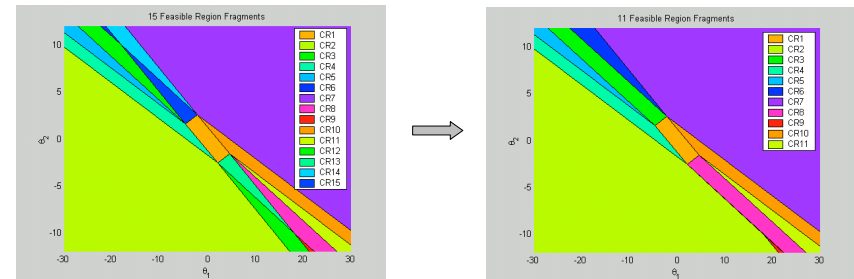 15 Feasible Region Fragments
10
5
0
-5
-10
θ2
-30
-20
-10
0
10
20
30
θ1
CR1
CR2
CR3
CR4
CR5
CR6
CR7
CR8
CR9
CR10
CR11
CR12
CR13
CR14
CR15
11 Feasible Region Fragments
10
5
0
-5
-10
θ2
-30
-20
-10
0
10
20
30
θ1
CR1
CR2
CR3
CR4
CR5
CR6
CR7
CR8
CR9
CR10
CR11